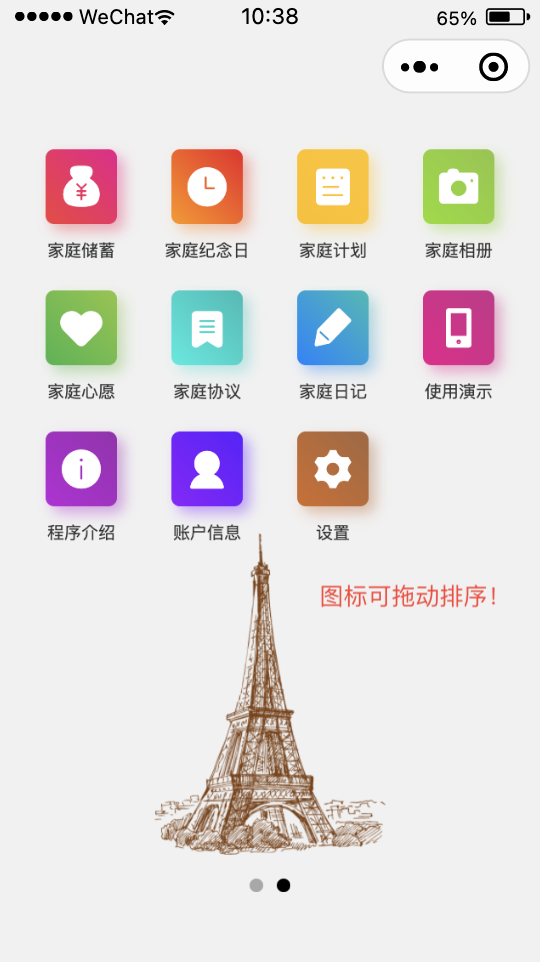 WeChat 10:38 65%
家庭储蓄 家庭纪念日 家庭计划 家庭相册
家庭心愿 家庭协议 家庭日记 使用演示
程序介绍 账户信息 设置
图标可拖动排序!